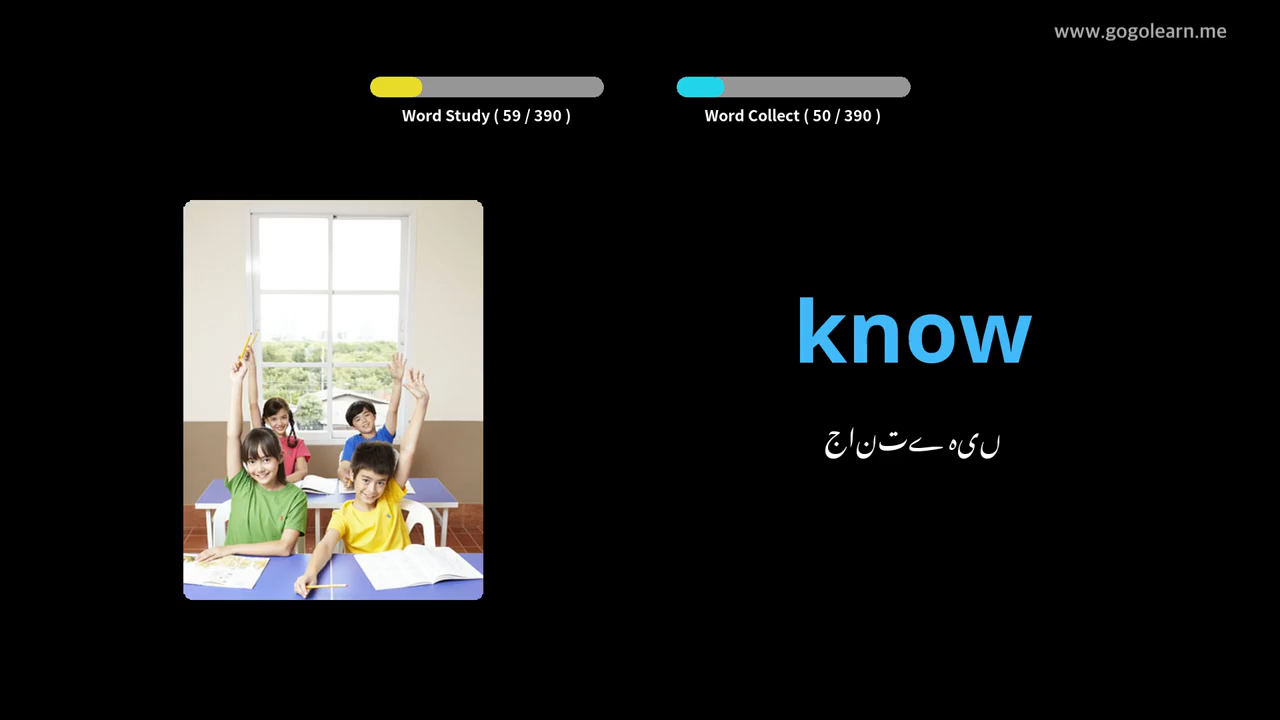 www.gogolearn.me
Word Study ( 59 / 390 )
Word Collect ( 50 / 390 )
know
جانتے ہیں